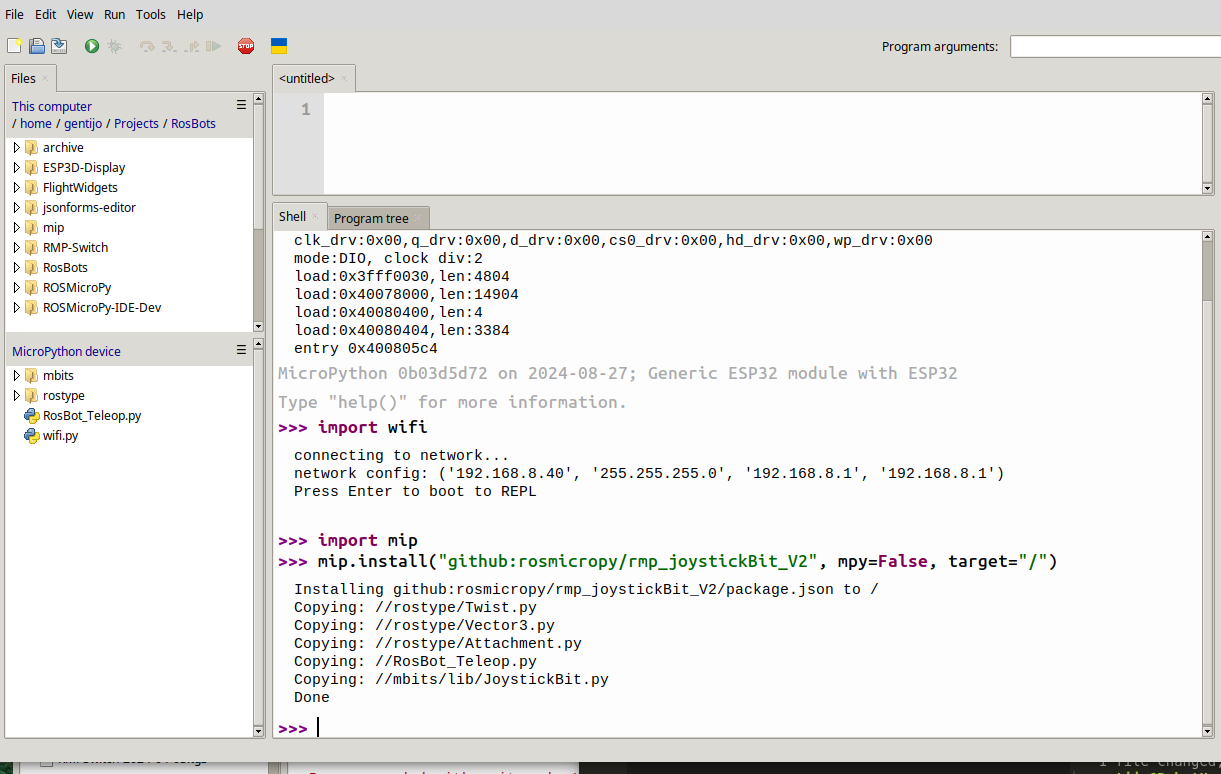 File Edit View Run Tools Help
STOP
Program arguments:
Files
This computer
/ home / gentijo / Projects / RosBots
archive
ESP3D-Display
FlightWidgets
jsonforms-editor
mip
RMP-Switch
RosBots
ROSMicroPy
ROSMicroPy-IDE-Dev
MicroPython device
mbits
rostype
RosBot_Teleop.py
wifi.py
<untitled>
1
Shell
Program tree
clk_drv:0x00,q_drv:0x00,d_drv:0x00,cs0_drv:0x00,hd_drv:0x00,wp_drv:0x00
mode:DIO, clock div:2
load:0x3fff0030,len:4804
load:0x40078000,len:14904
load:0x40080400,len:4
load:0x40080404,len:3384
entry 0x400805c4
MicroPython 0b03d5d72 on 2024-08-27; Generic ESP32 module with ESP32
Type "help()" for more information.
>>> import wifi
connecting to network...
network config: ('192.168.8.40', '255.255.255.0', '192.168.8.1', '192.168.8.1')
Press Enter to boot to REPL
>>> import mip
>>> mip.install("github:rosmicropy/rmp_joystickBit_V2", mpy=False, target="/")
Installing github:rosmicropy/rmp_joystickBit_V2/package.json to /
Copying: //rostype/Twist.py
Copying: //rostype/Vector3.py
Copying: //rostype/Attachment.py
Copying: //RosBot_Teleop.py
Copying: //mbits/lib/JoystickBit.py
Done
>>>
1 file changed,